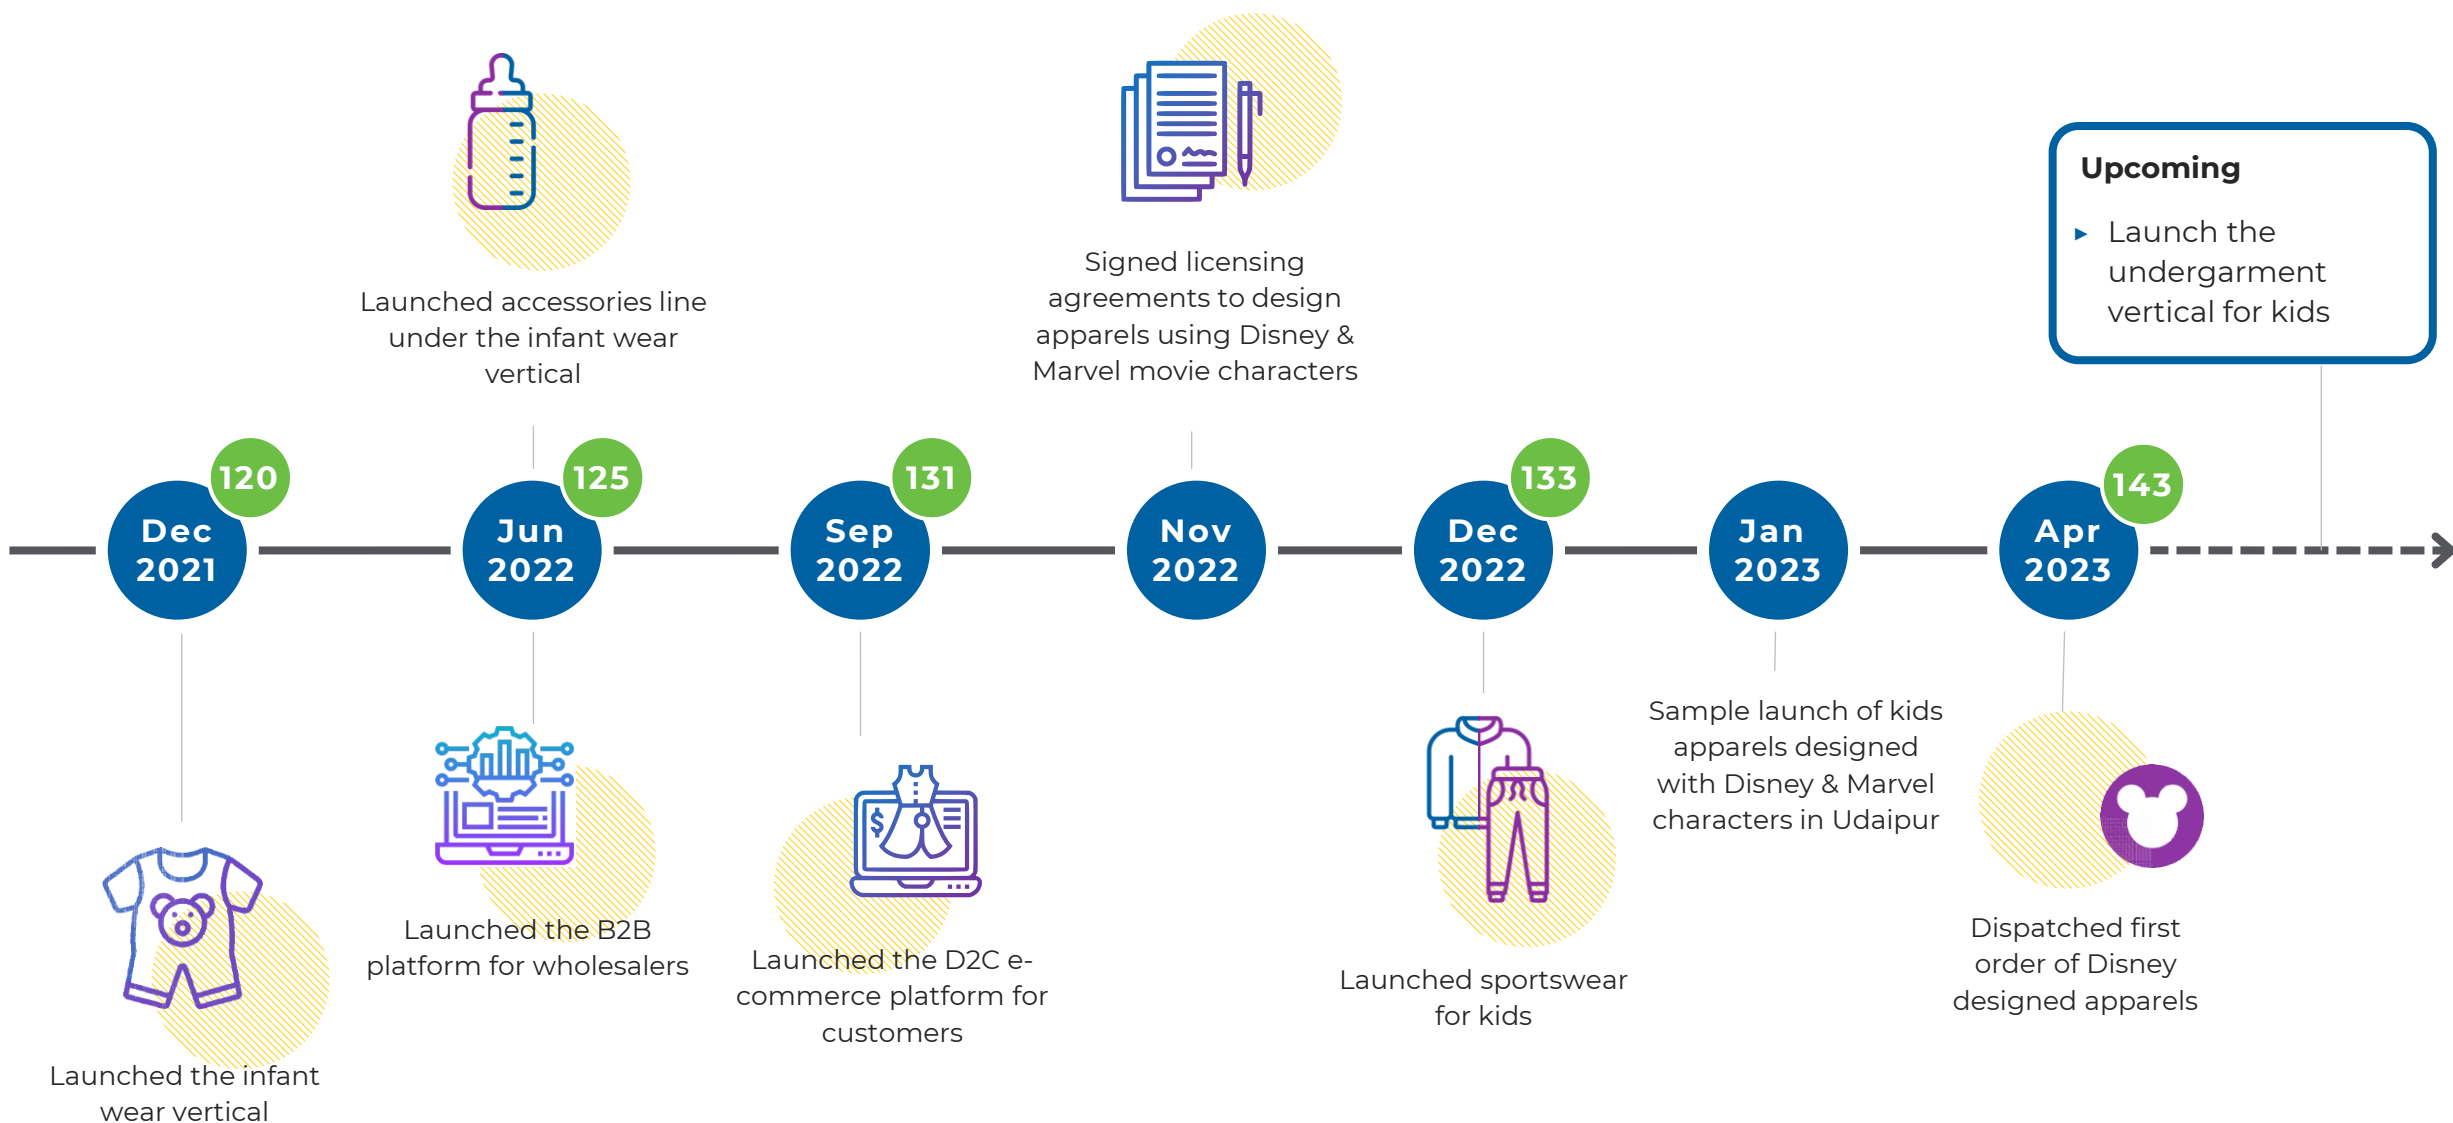 Launched accessories line
under the infant wear
vertical
Signed licensing
agreements to design
apparels using Disney &
Marvel movie characters
Upcoming
► Launch the
undergarment
vertical for kids
120
Dec
2021
125
Jun
2022
131
Sep
2022
Nov
2022
133
Dec
2022
Jan
2023
143
Apr
2023
Launched the infant
wear vertical
Launched the B2B
platform for wholesalers
$
Launched the D2C e-
commerce platform for
customers
Launched sportswear
for kids
Sample launch of kids
apparels designed
with Disney & Marvel
characters in Udaipur
Dispatched first
order of Disney
designed apparels